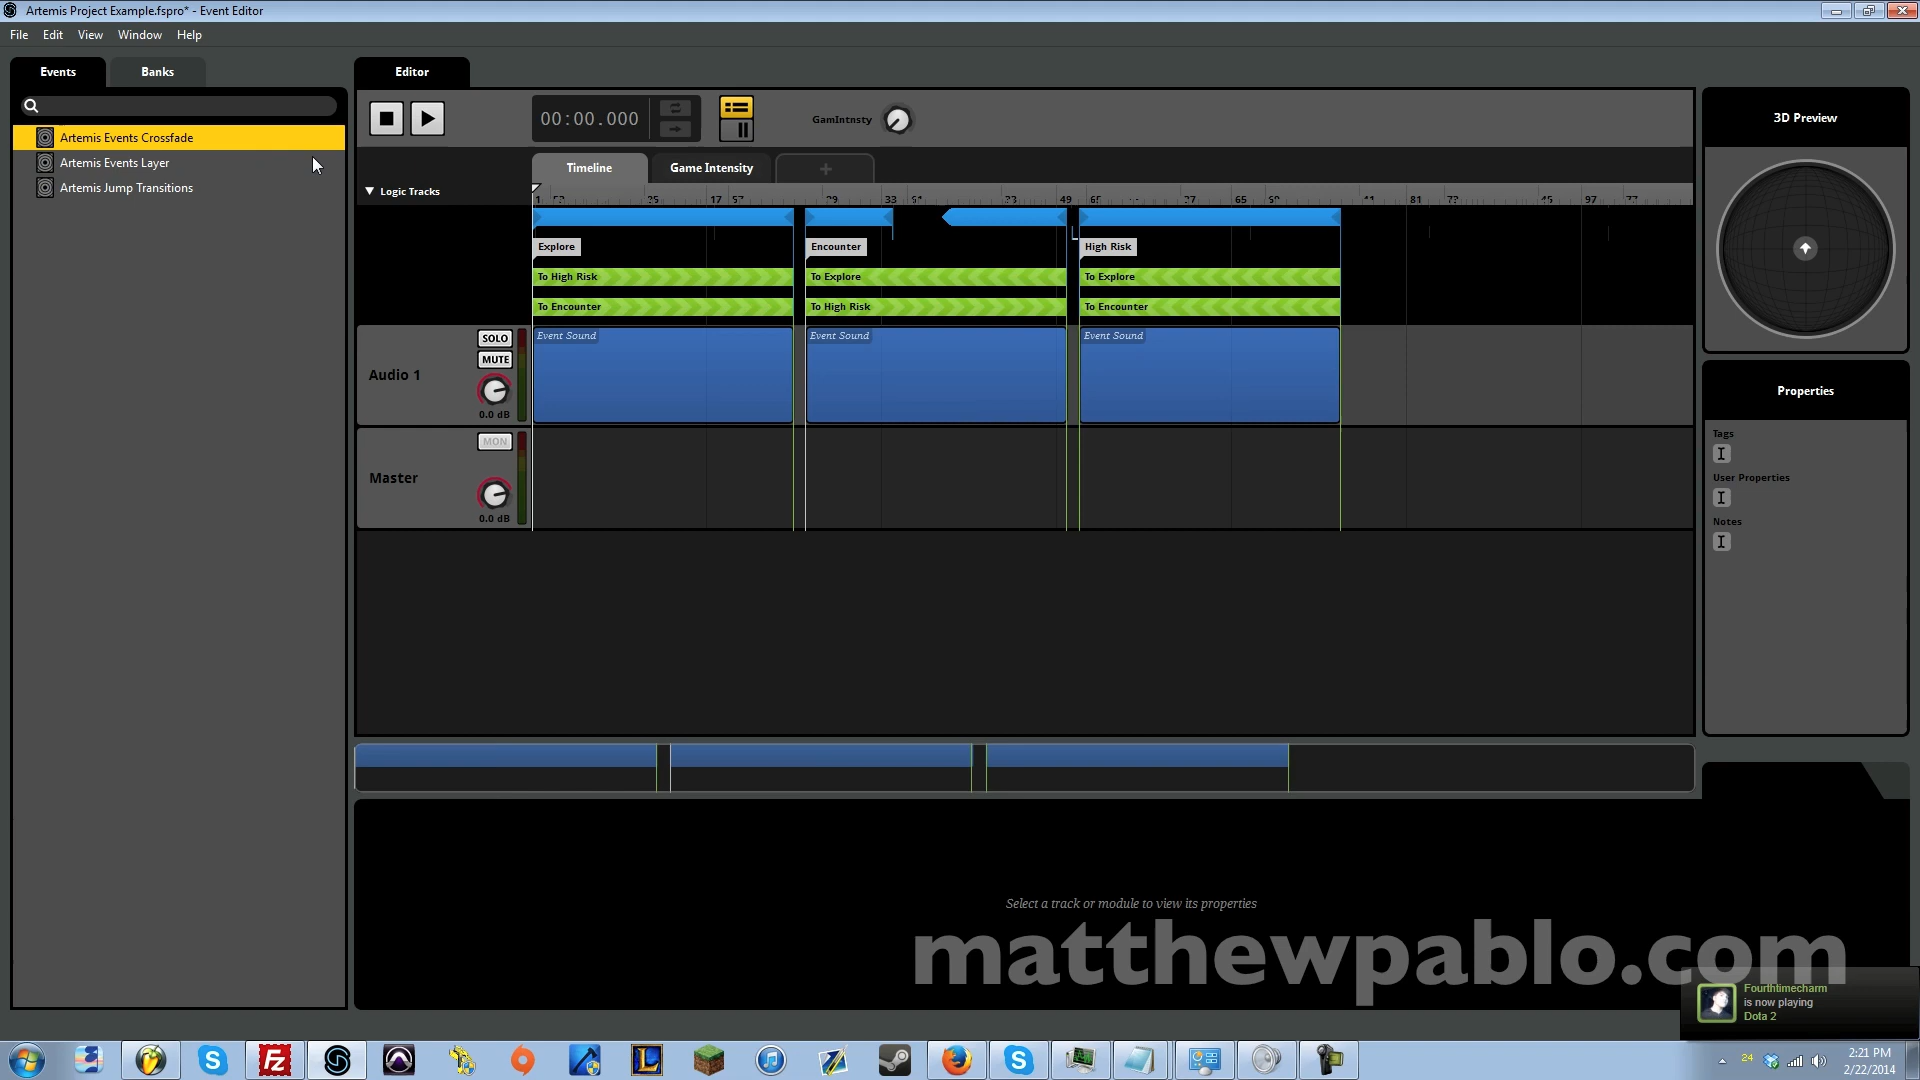 Artemis Project Example.fspro* - Event Editor
File Edit View Window Help
Events Banks
Editor
Artemis Events Crossfade
Artemis Events Layer
Artemis Jump Transitions
00:00.000
GamIntnsty
Timeline Game Intensity +
Logic Tracks
Explore Encounter High Risk
To High Risk To Explore To Explore
To Encounter To High Risk To Encounter
Audio 1
SOLO
MUTE
0.0 dB
Event Sound Event Sound Event Sound
Master
MON
0.0 dB
3D Preview
Properties
Tags
User Properties
Notes
Select a track or module to view its properties
matthewpablo.com
Fourthtimecharm
is now playing
Dota 2
24
2:21 PM
2/22/2014